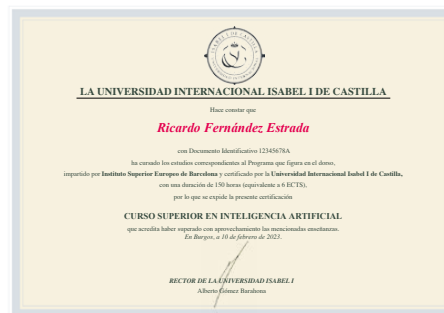 LA UNIVERSIDAD INTERNACIONAL ISABEL I DE CASTILLA
Hace constar que
Ricardo Fernández Estrada
con Documento Identificativo 12345678A
ha cursado los estudios correspondientes al Programa que figura en el dorso,
impartido por Instituto Superior Europeo de Barcelona y certificado por la Universidad Internacional Isabel I de Castilla,
con una duración de 150 horas (equivalente a 6 ECTS),
por lo que se expide la presente certificación
CURSO SUPERIOR EN INTELIGENCIA ARTIFICIAL
que acredita haber superado con aprovechamiento las mencionadas enseñanzas.
En Burgos, a 10 de febrero de 2023.
RECTOR DE LA UNIVERSIDAD ISABEL I
Alberto Gómez Barahona